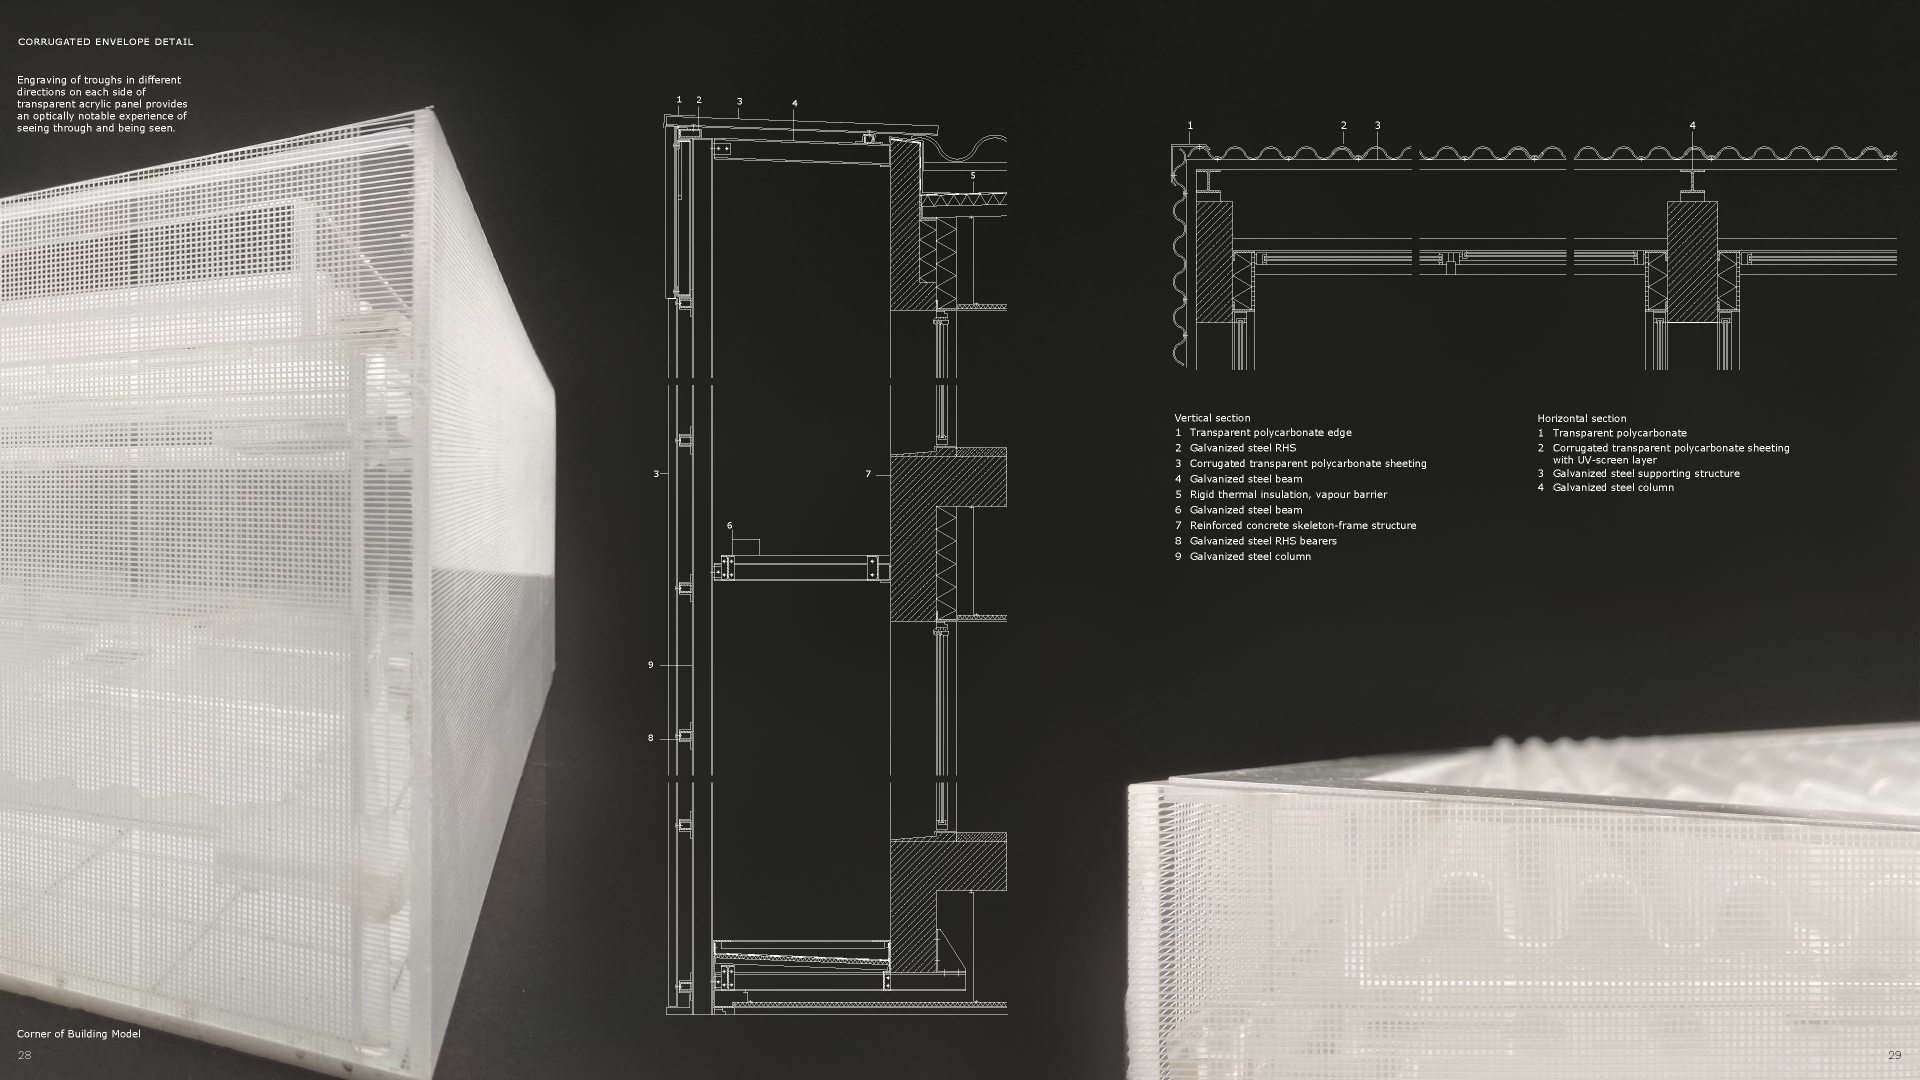 CORRUGATED ENVELOPE DETAIL
Engraving of troughs in different
directions on each side of
transparent acrylic panel provides
an optically notable experience of
seeing through and being seen.
1 2 3 4
5
3
7
6
9
8
1 2 3 4
Vertical section
1 Transparent polycarbonate edge
2 Galvanized steel RHS
3 Corrugated transparent polycarbonate sheeting
4 Galvanized steel beam
5 Rigid thermal insulation, vapour barrier
6 Galvanized steel beam
7 Reinforced concrete skeleton-frame structure
8 Galvanized steel RHS bearers
9 Galvanized steel column
Horizontal section
1 Transparent polycarbonate
2 Corrugated transparent polycarbonate sheeting
with UV-screen layer
3 Galvanized steel supporting structure
4 Galvanized steel column
Corner of Building Model
28
29